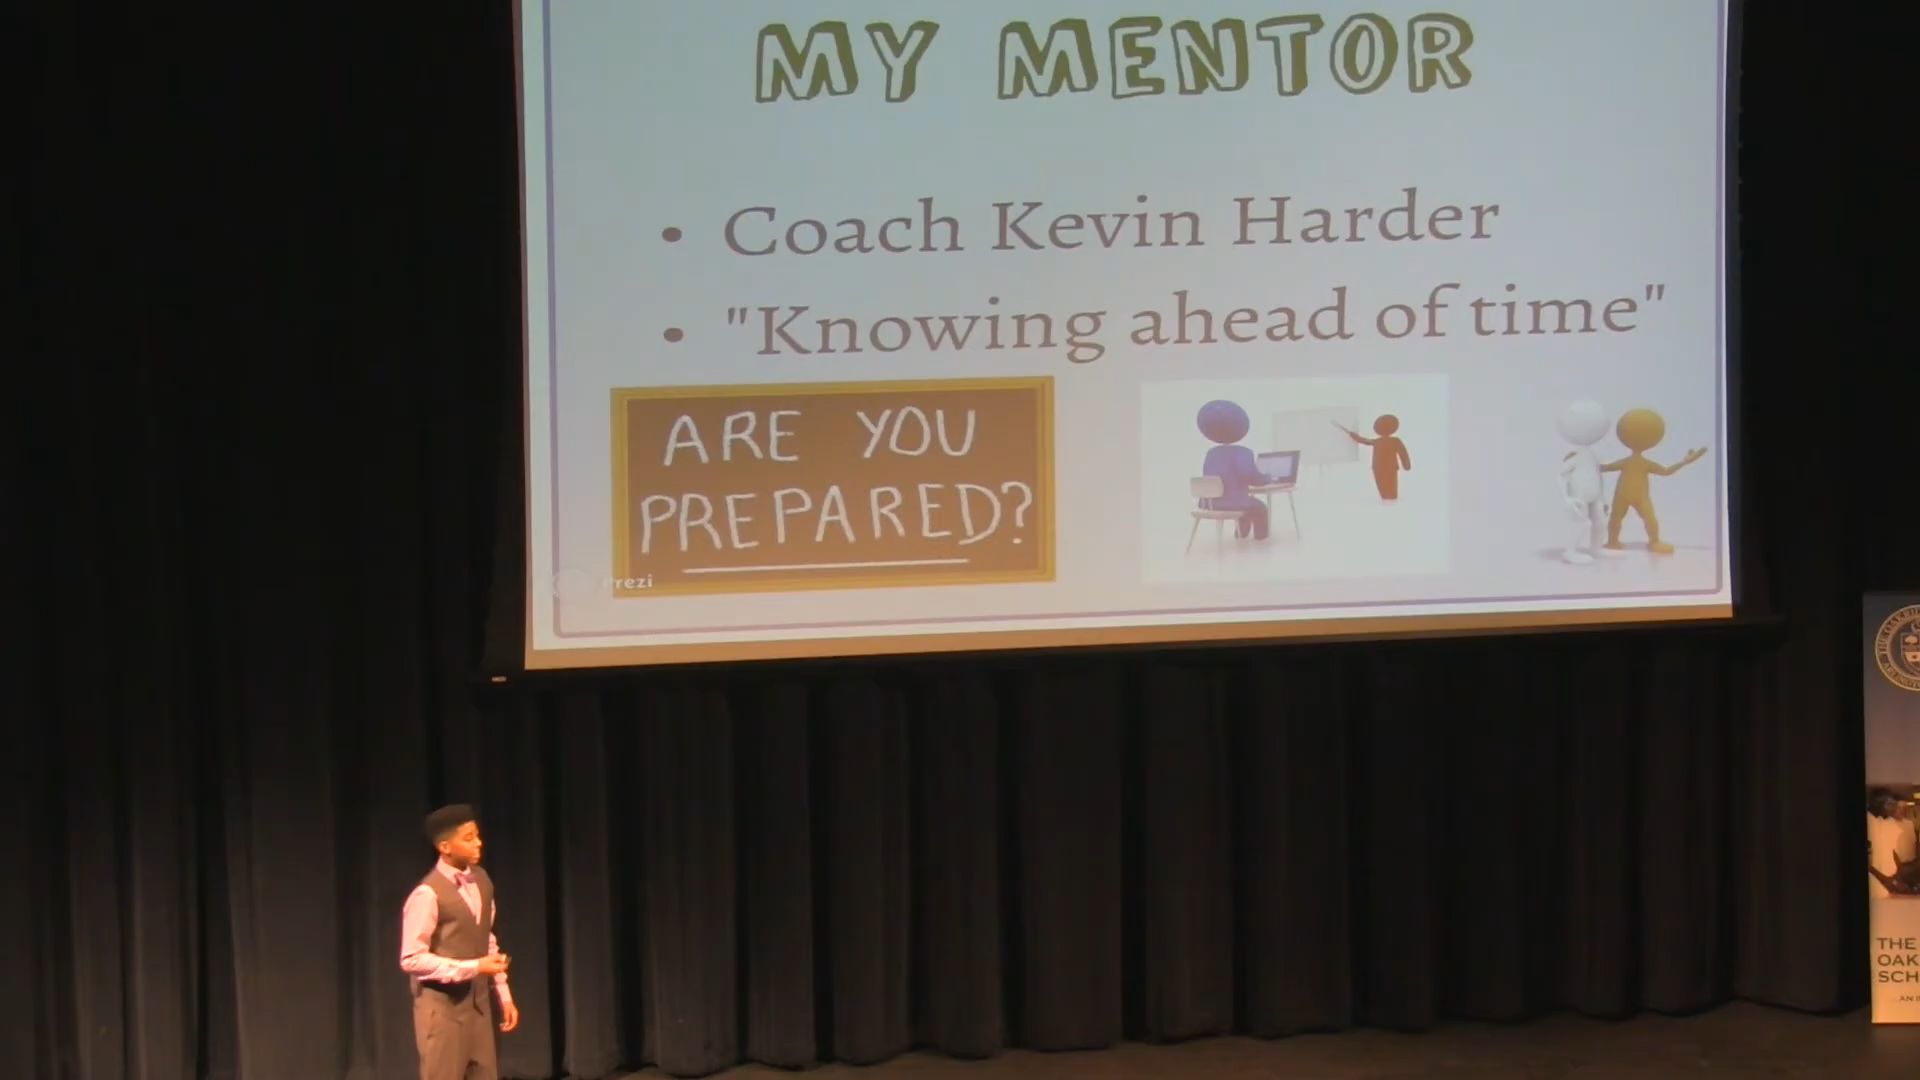 MY MENTOR
• Coach Kevin Harder
• "Knowing ahead of time"
ARE YOU
PREPARED?
Prezi
THE
OAK
SCH